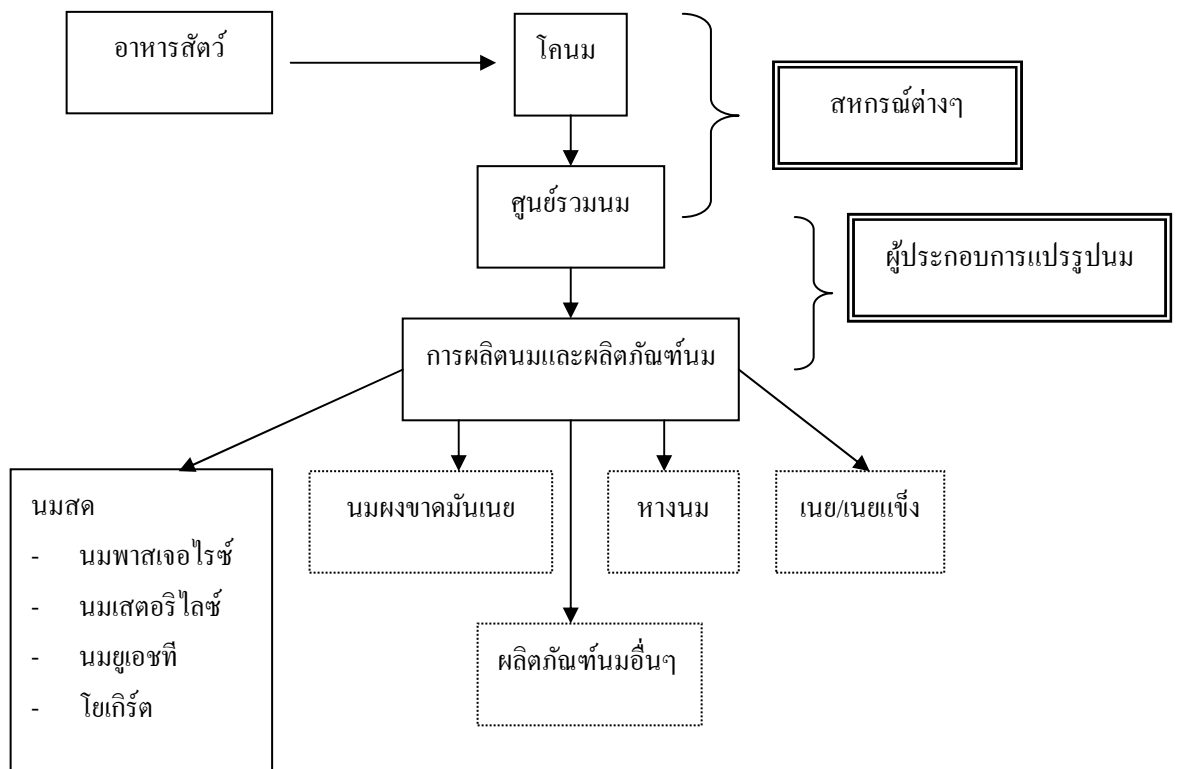 อาหารสัตว์
โคนม
สหกรณ์ต่างๆ
ศูนย์รวมนม
ผู้ประกอบการแปรรูปนม
การผลิตนมและผลิตภัณฑ์นม
นมสด
- นมพาสเจอไรซ์
- นมเสตอริไลซ์
- นมยูเอชที
- โยเกิร์ต
นมผงขาดมันเนย
หางนม
เนย/เนยแข็ง
ผลิตภัณฑ์นมอื่นๆ